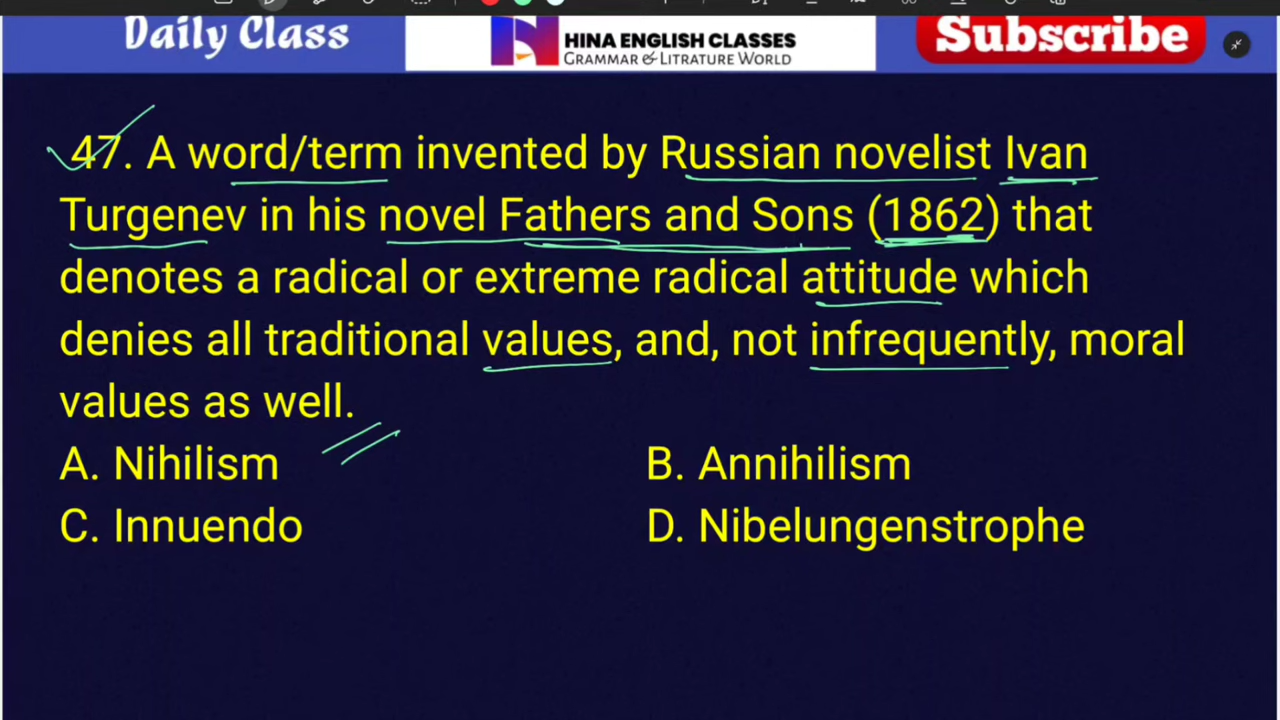 Daily Class
HINA ENGLISH CLASSES
GRAMMAR & LITRATURE WORLD
Subscribe
47. A word/term invented by Russian novelist Ivan
Turgenev in his novel Fathers and Sons (1862) that
denotes a radical or extreme radical attitude which
denies all traditional values, and, not infrequently, moral
values as well.
A. Nihilism
B. Annihilism
C. Innuendo
D. Nibelungenstrophe